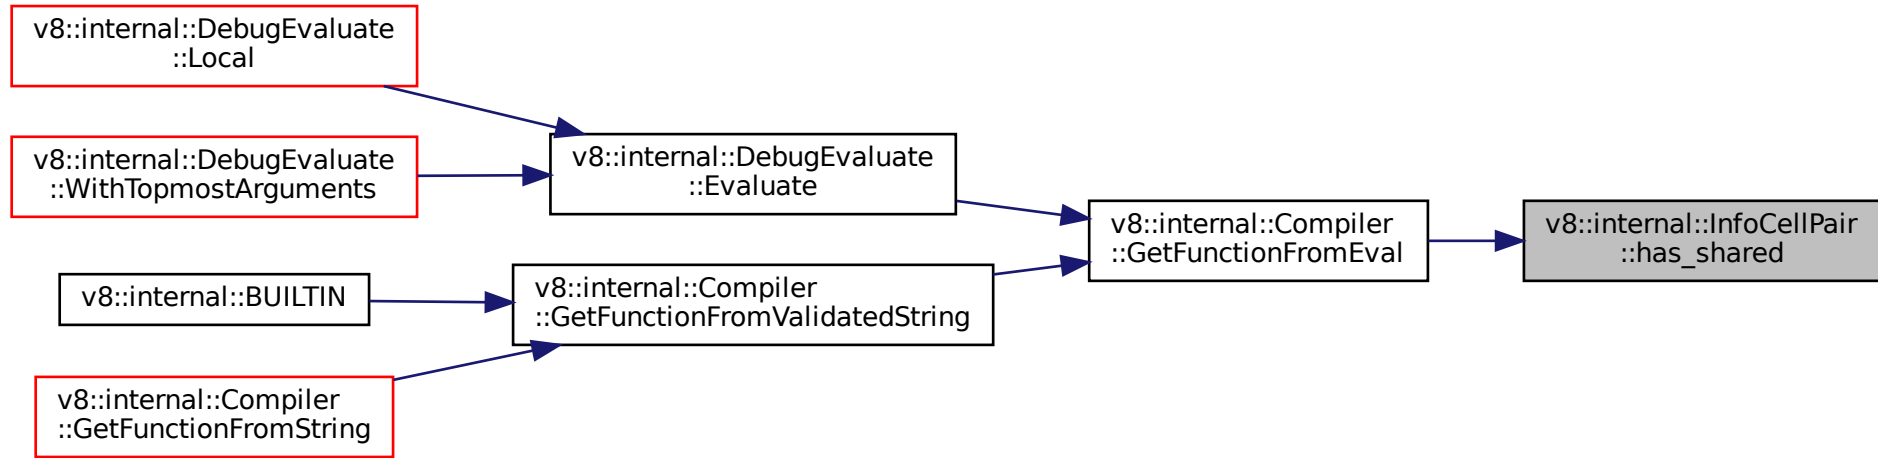 v8::internal::DebugEvaluate
::Local
v8::internal::DebugEvaluate
::WithTopmostArguments
v8::internal::BUILTIN
v8::internal::Compiler
::GetFunctionFromString
v8::internal::DebugEvaluate
::Evaluate
v8::internal::Compiler
::GetFunctionFromValidatedString
v8::internal::Compiler
::GetFunctionFromEval
v8::internal::InfoCellPair
::has_shared